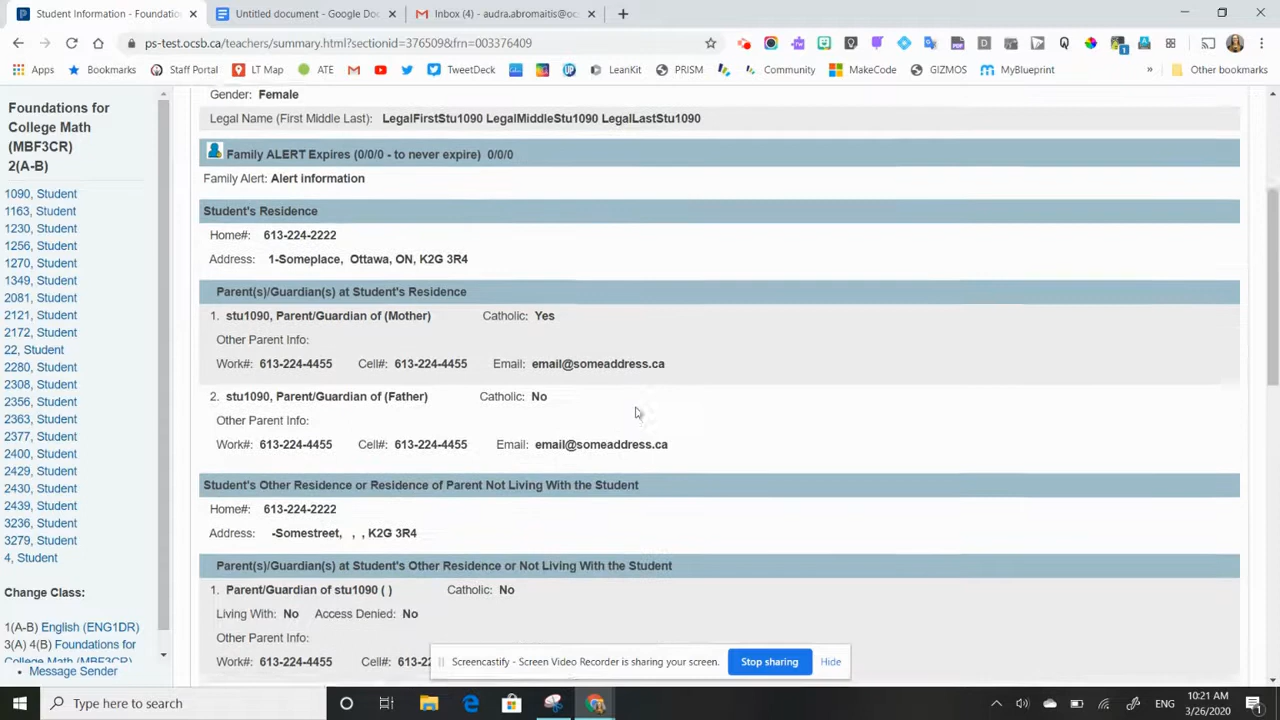 Student Information - Foundatio
Untitled document - Google Doc
Inbox (4) - audra.abromaitis@oc
ps-test.ocsb.ca/teachers/summary.html?sectionid=376509&frn=003376409
Apps Bookmarks Staff Portal LT Map ATE TweetDeck LeanKit PRISM Community MakeCode GIZMOS MyBlueprint » Other bookmarks
Foundations for
College Math
(MBF3CR)
2(A-B)
1090, Student
1163, Student
1230, Student
1256, Student
1270, Student
1349, Student
2081, Student
2121, Student
2172, Student
22, Student
2280, Student
2308, Student
2356, Student
2363, Student
2377, Student
2400, Student
2429, Student
2430, Student
2439, Student
3236, Student
3279, Student
4, Student
Change Class:
1(A-B) English (ENG1DR)
3(A) 4(B) Foundations for
College Math (MBF3CR)
Message Sender
Gender: Female
Legal Name (First Middle Last): LegalFirstStu1090 LegalMiddleStu1090 LegalLastStu1090
Family ALERT Expires (0/0/0 - to never expire) 0/0/0
Family Alert: Alert information
Student's Residence
Home#: 613-224-2222
Address: 1-Someplace, Ottawa, ON, K2G 3R4
Parent(s)/Guardian(s) at Student's Residence
1. stu1090, Parent/Guardian of (Mother) Catholic: Yes
Other Parent Info:
Work#: 613-224-4455 Cell#: 613-224-4455 Email: email@someaddress.ca
2. stu1090, Parent/Guardian of (Father) Catholic: No
Other Parent Info:
Work#: 613-224-4455 Cell#: 613-224-4455 Email: email@someaddress.ca
Student's Other Residence or Residence of Parent Not Living With the Student
Home#: 613-224-2222
Address: -Somestreet, , , K2G 3R4
Parent(s)/Guardian(s) at Student's Other Residence or Not Living With the Student
1. Parent/Guardian of stu1090 ( ) Catholic: No
Living With: No Access Denied: No
Other Parent Info:
Work#: 613-224-4455 Cell#: 613-22
Screencastify - Screen Video Recorder is sharing your screen. Stop sharing Hide
Type here to search
ENG
10:21 AM
3/26/2020